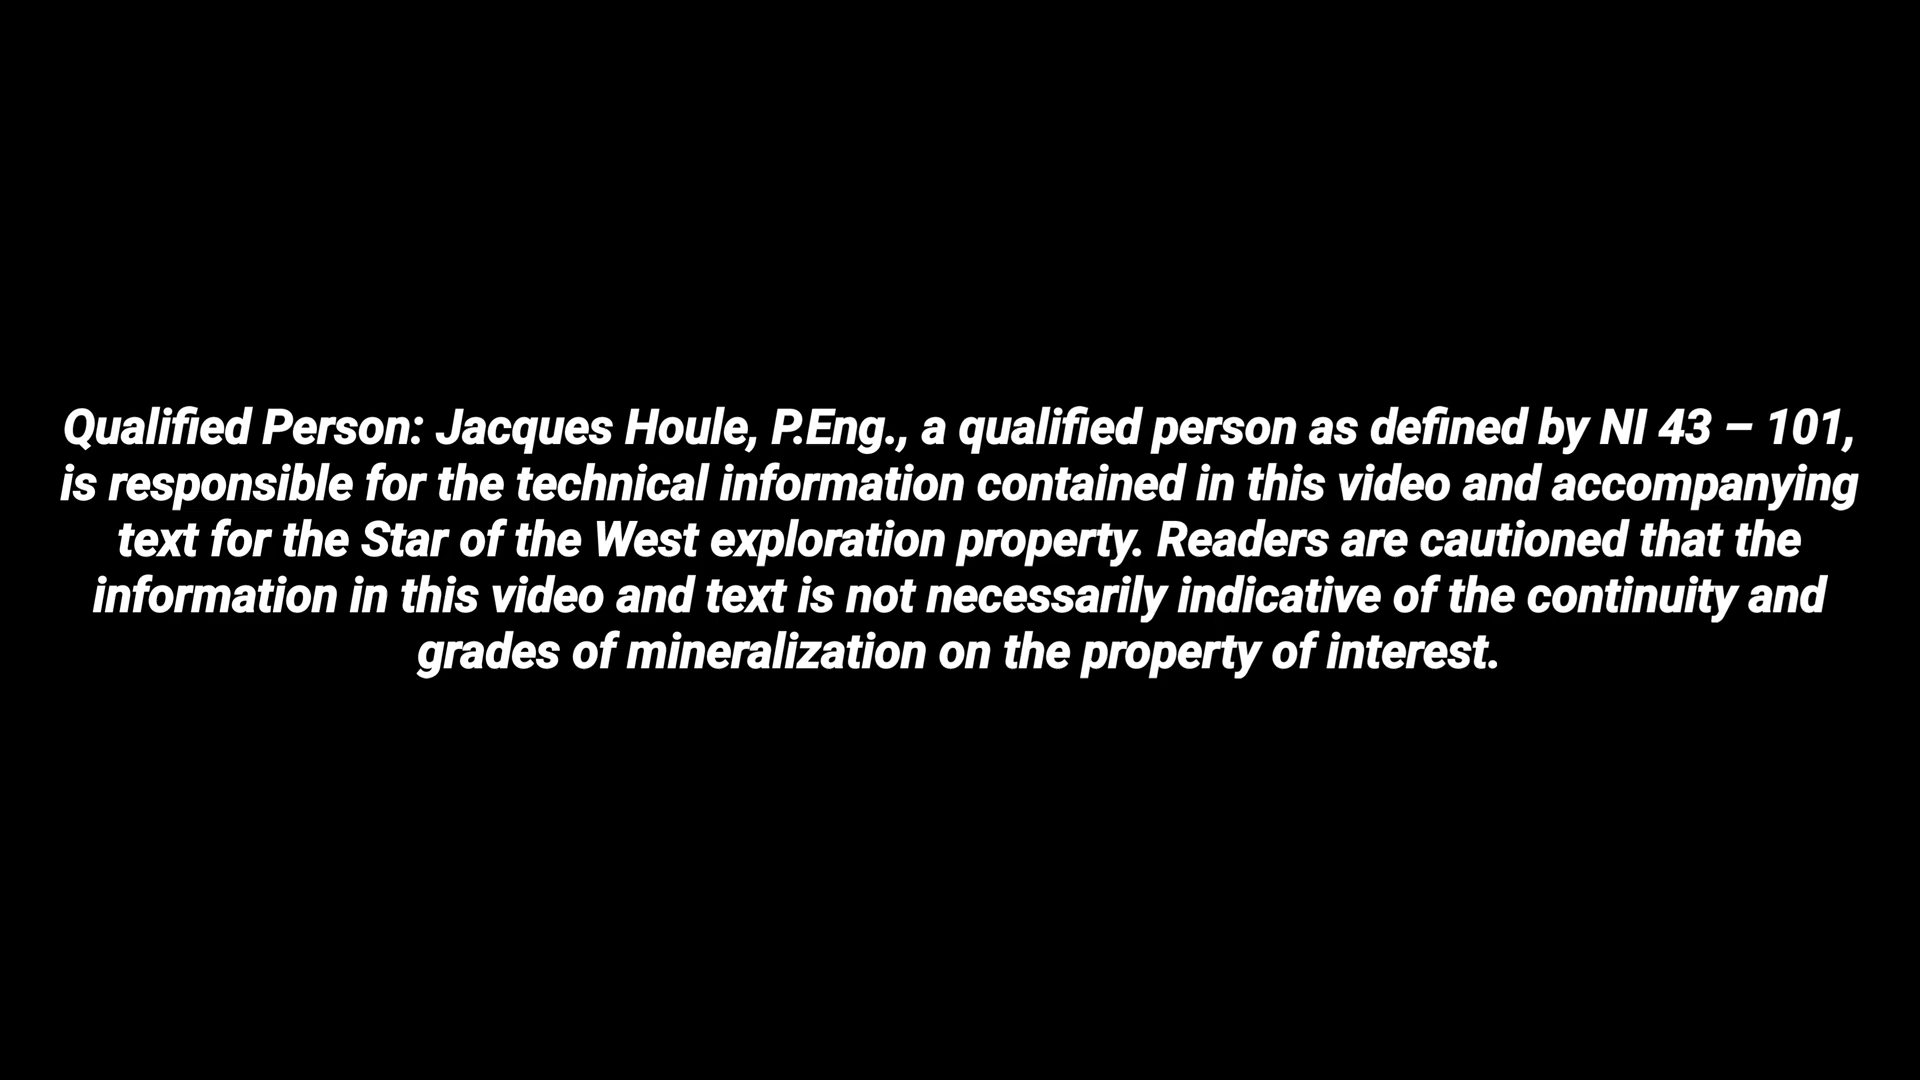 Qualified Person: Jacques Houle, P.Eng., a qualified person as defined by NI 43 – 101,
is responsible for the technical information contained in this video and accompanying
text for the Star of the West exploration property. Readers are cautioned that the
information in this video and text is not necessarily indicative of the continuity and
grades of mineralization on the property of interest.